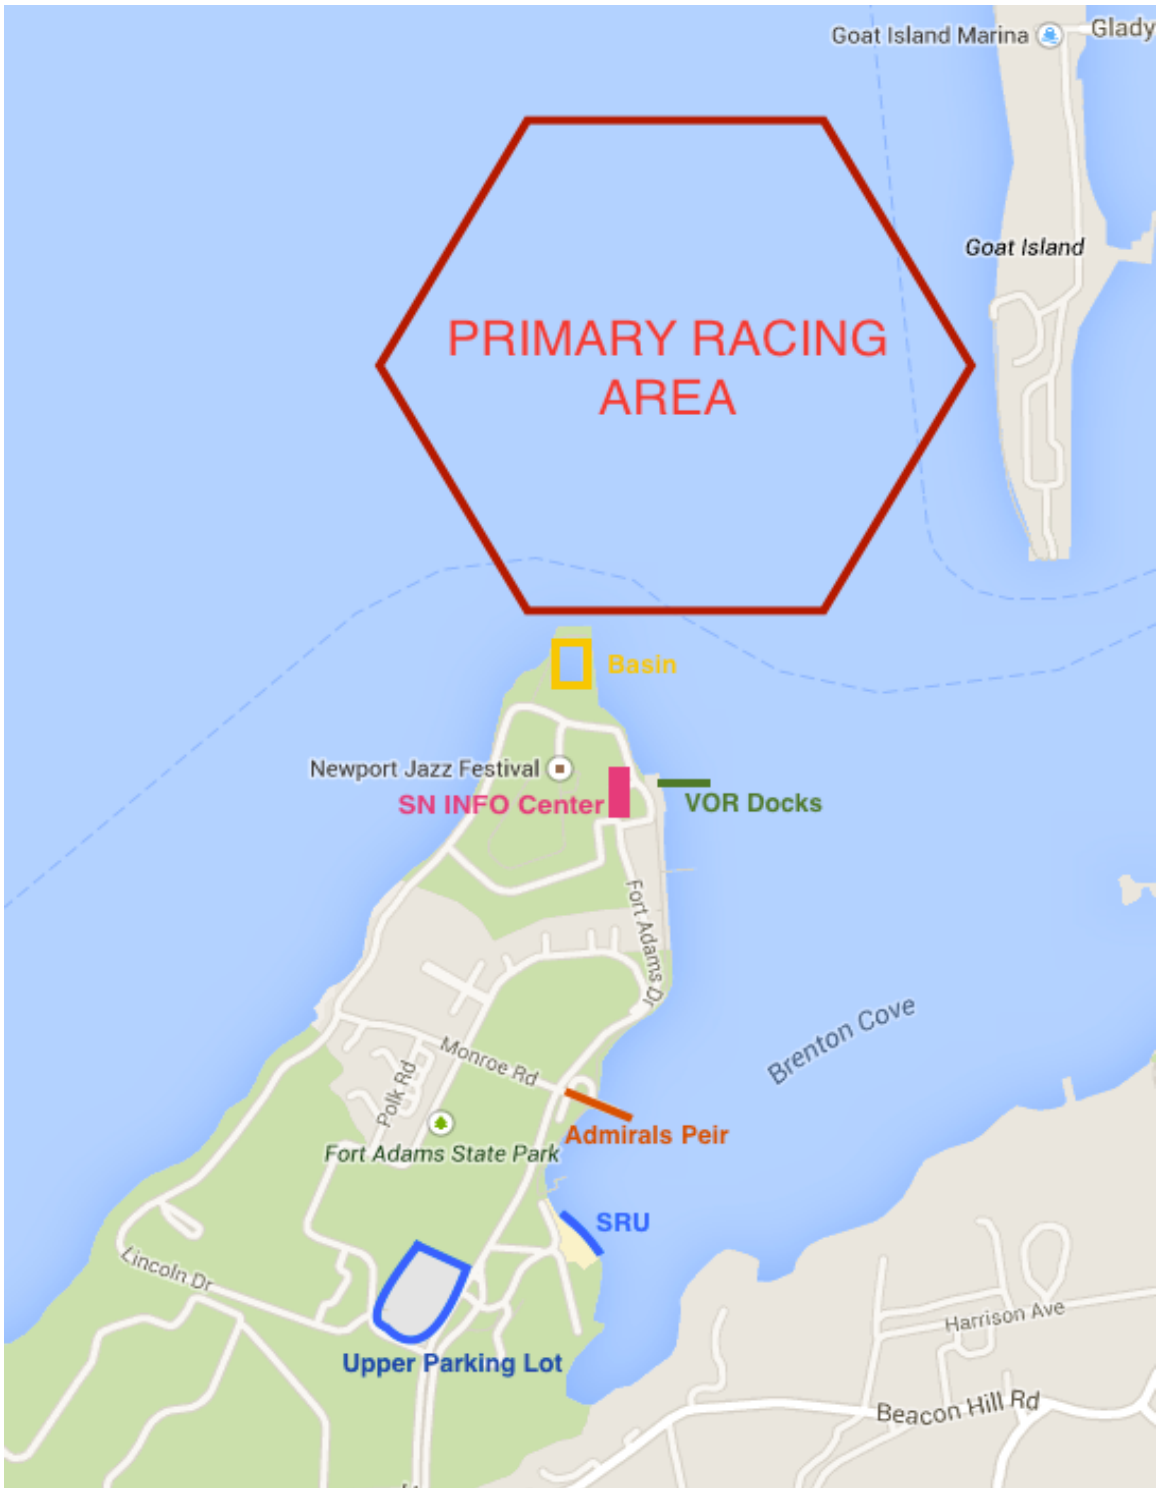 Goat Island Marina
Glady
Goat Island
PRIMARY RACING
AREA
Basin
Newport Jazz Festival
SN INFO Center
VOR Docks
Fort Adams Dr
Brenton Cove
Monroe Rd
Polk Rd
Admirals Peir
Fort Adams State Park
SRU
Lincoln Dr
Harrison Ave
Upper Parking Lot
Beacon Hill Rd